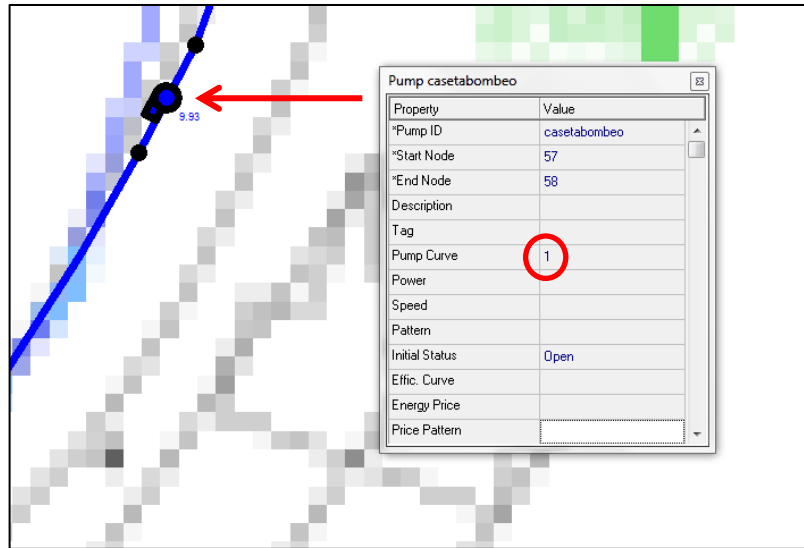 9.93
Pump casetabombeo
Property Value
*Pump ID casetabombeo
*Start Node 57
*End Node 58
Description
Tag
Pump Curve 1
Power
Speed
Pattern
Initial Status Open
Effic. Curve
Energy Price
Price Pattern